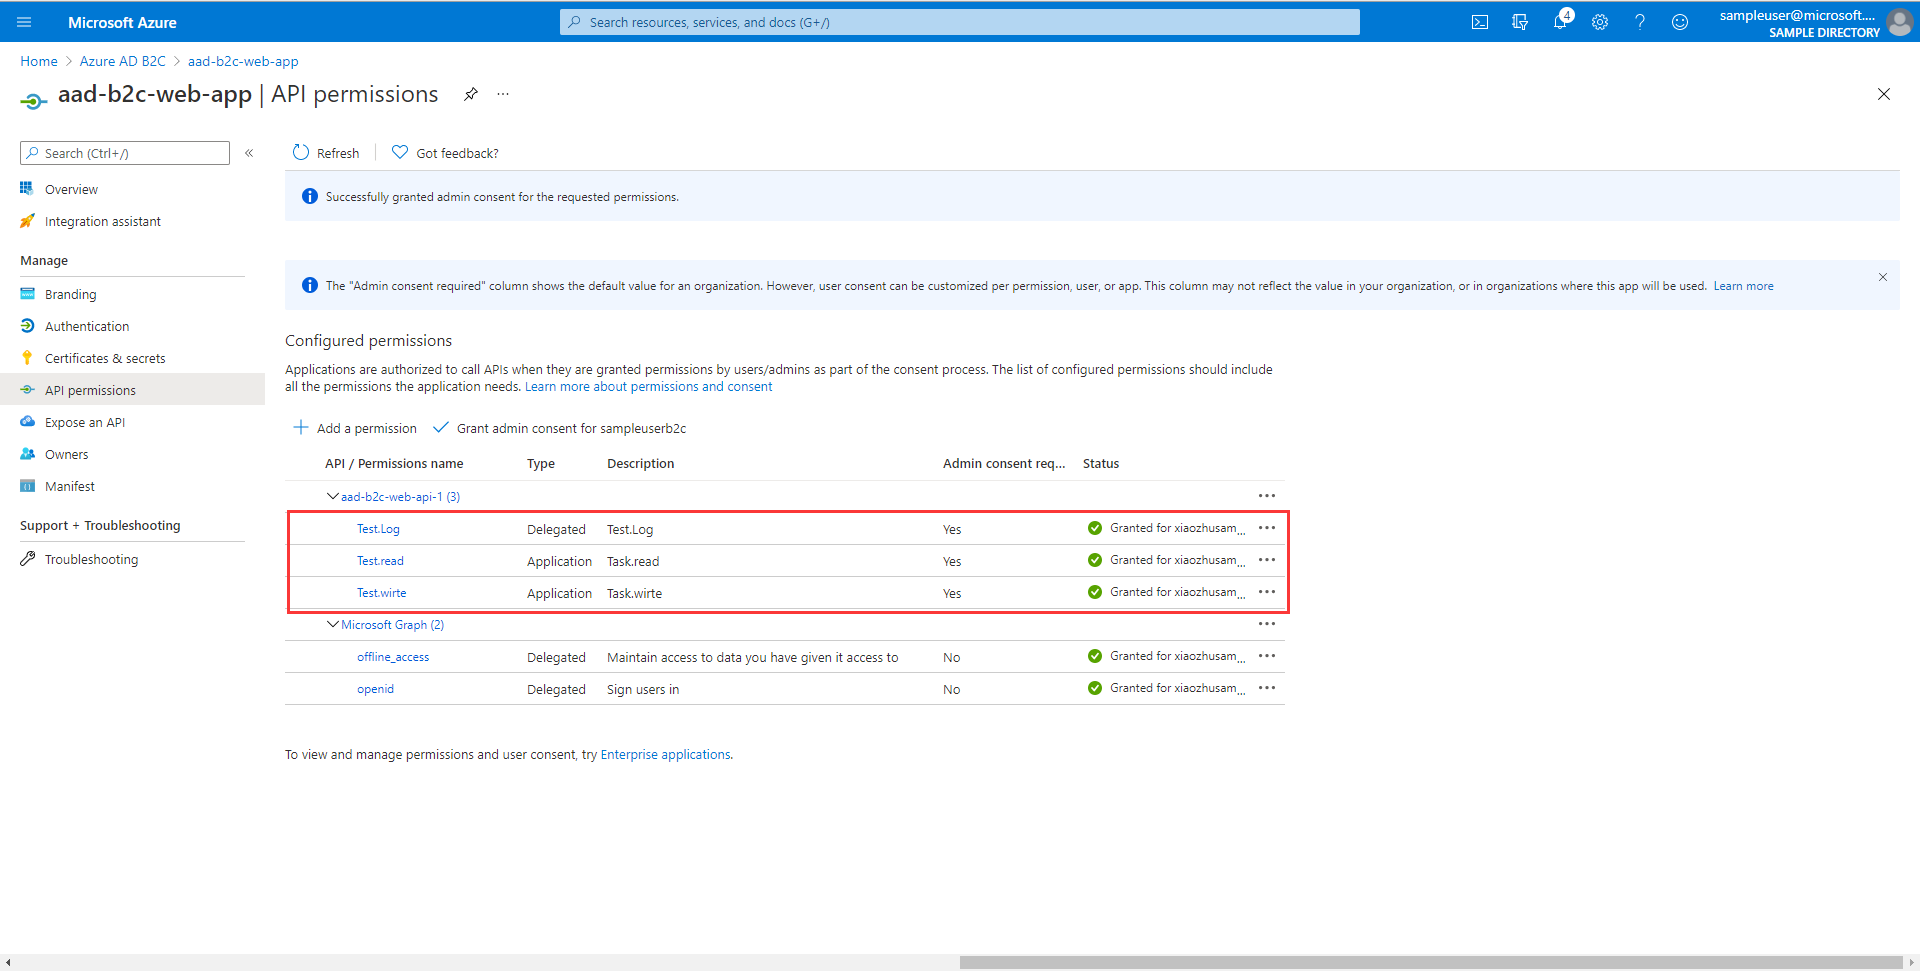 Microsoft Azure
Search resources, services, and docs (G+/)
4
sampleuser@microsoft....
SAMPLE DIRECTORY
Home > Azure AD B2C > aad-b2c-web-app
aad-b2c-web-app | API permissions
Search (Ctrl+/)
Overview
Integration assistant
Manage
Branding
Authentication
Certificates & secrets
API permissions
Expose an API
Owners
Manifest
Support + Troubleshooting
Troubleshooting
Refresh
Got feedback?
Successfully granted admin consent for the requested permissions.
The "Admin consent required" column shows the default value for an organization. However, user consent can be customized per permission, user, or app. This column may not reflect the value in your organization, or in organizations where this app will be used. Learn more
Configured permissions
Applications are authorized to call APIs when they are granted permissions by users/admins as part of the consent process. The list of configured permissions should include
all the permissions the application needs. Learn more about permissions and consent
Add a permission
Grant admin consent for sampleuserb2c
API / Permissions name Type Description Admin consent req... Status
aad-b2c-web-api-1 (3)
Test.Log Delegated Test.Log Yes Granted for xiaozhusam...
Test.read Application Task.read Yes Granted for xiaozhusam...
Test.wirte Application Task.wirte Yes Granted for xiaozhusam...
Microsoft Graph (2)
offline_access Delegated Maintain access to data you have given it access to No Granted for xiaozhusam...
openid Delegated Sign users in No Granted for xiaozhusam...
To view and manage permissions and user consent, try Enterprise applications.